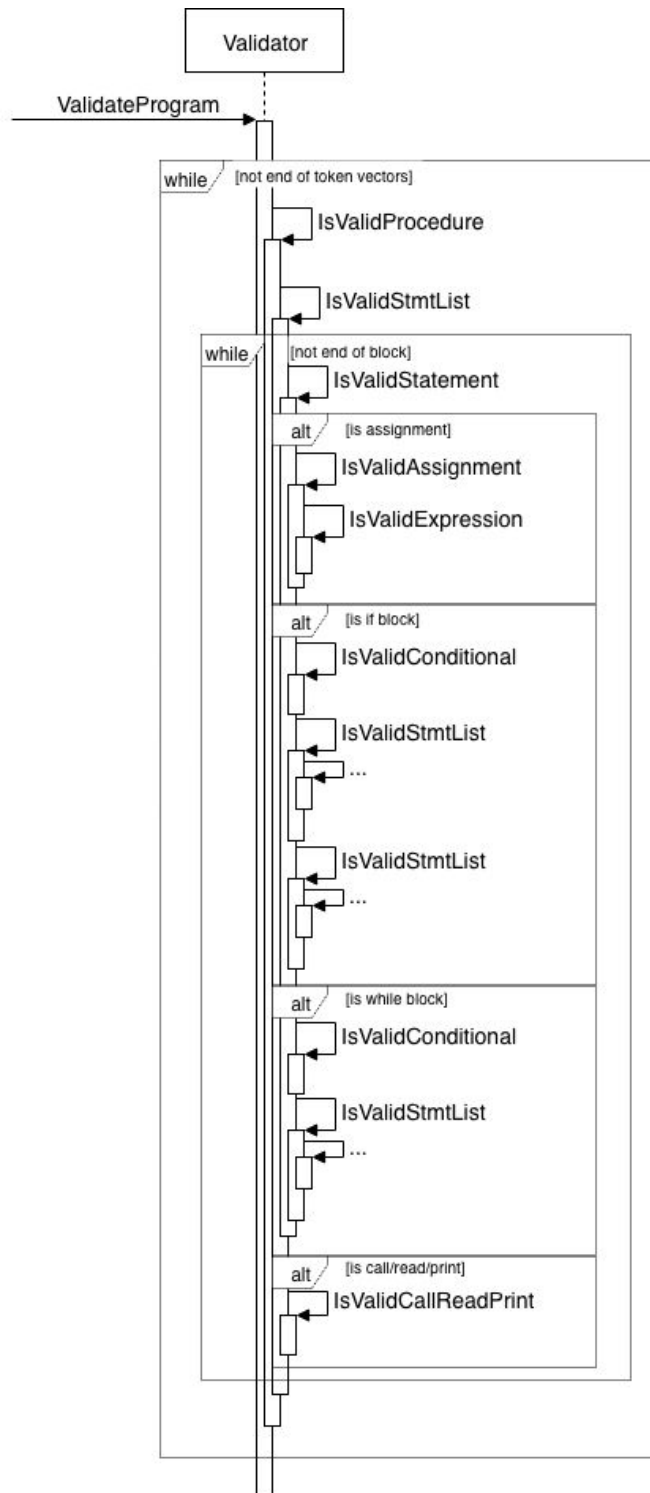 Validator
ValidateProgram
while [not end of token vectors]
IsValidProcedure
IsValidStmtList
while [not end of block]
IsValidStatement
alt [is assignment]
IsValidAssignment
IsValidExpression
alt [is if block]
IsValidConditional
IsValidStmtList
...
IsValidStmtList
...
alt [is while block]
IsValidConditional
IsValidStmtList
...
alt [is call/read/print]
IsValidCallReadPrint